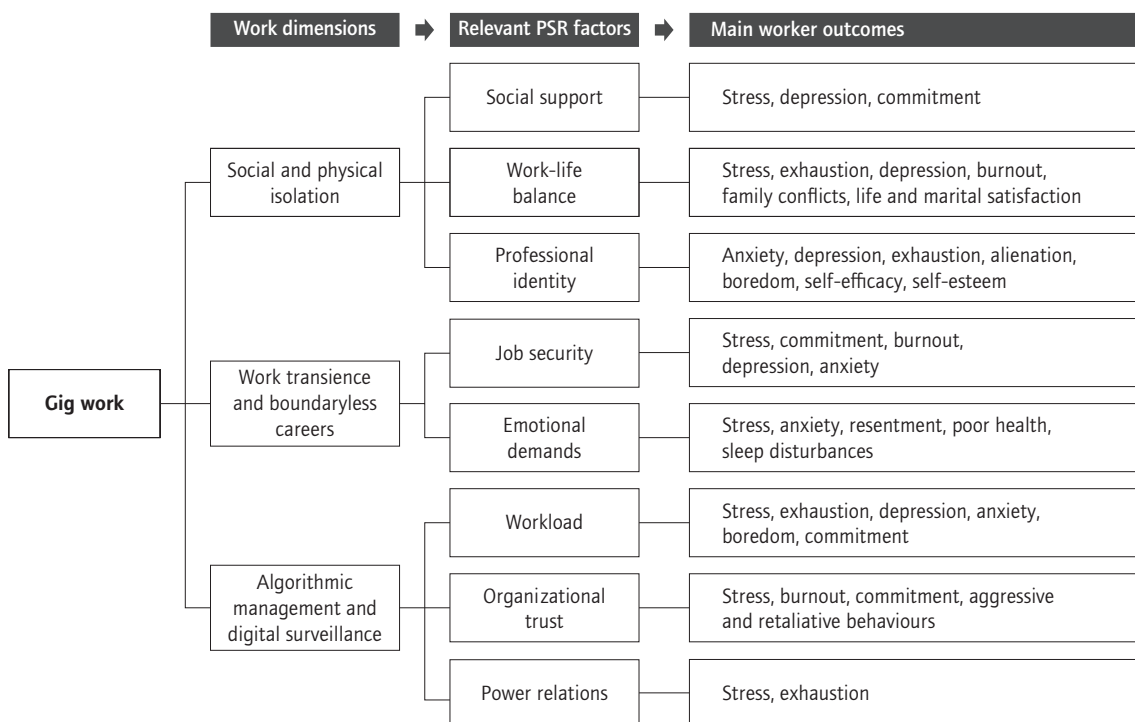 Work dimensions
Relevant PSR factors
Main worker outcomes
Gig work
Social and physical
isolation
Social support
Stress, depression, commitment
Work-life
balance
Stress, exhaustion, depression, burnout,
family conflicts, life and marital satisfaction
Professional
identity
Anxiety, depression, exhaustion, alienation,
boredom, self-efficacy, self-esteem
Work transience
and boundaryless
careers
Job security
Stress, commitment, burnout,
depression, anxiety
Emotional
demands
Stress, anxiety, resentment, poor health,
sleep disturbances
Algorithmic
management and
digital surveillance
Workload
Stress, exhaustion, depression, anxiety,
boredom, commitment
Organizational
trust
Stress, burnout, commitment, aggressive
and retaliative behaviours
Power relations
Stress, exhaustion